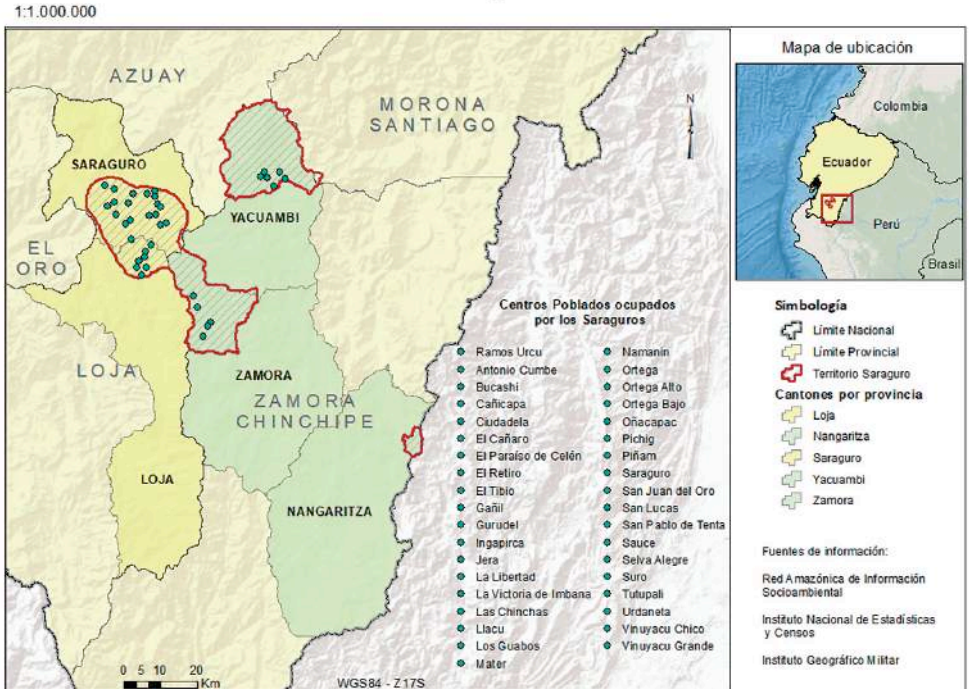 1:1.000.000
AZUAY
MORONA
SANTIAGO
N
SARAGURO
YACUAMBI
EL
ORO
LOJA
ZAMORA
ZAMORA
CHINCHIPE
LOJA
NANGARITZA
Centros Poblados ocupados
por los Saraguros
Ramos Urcu
Antonio Cumbe
Bucashi
Cañicapa
Ciudadela
El Cañaro
El Paraíso de Celén
El Retiro
El Tibio
Gañil
Gurudel
Ingapirca
Jera
La Libertad
La Victoria de Imbana
Las Chinchas
Llacu
Los Guabos
Mater
Namanin
Ortega
Ortega Alto
Ortega Bajo
Oñacapac
Pichig
Piñam
Saraguro
San Juan del Oro
San Lucas
San Pablo de Tenta
Sauce
Selva Alegre
Suro
Tutupali
Urdaneta
Vinuyacu Chico
Vinuyacu Grande
0 5 10 20
Km
WGS84 - Z17S
Mapa de ubicación
Colombia
Ecuador
Perú
Brasil
Simbología
Límite Nacional
Límite Provincial
Territorio Saraguro
Cantones por provincia
Loja
Nangaritza
Saraguro
Yacuambi
Zamora
Fuentes de información:
Red Amazónica de Información
Socioambiental
Instituto Nacional de Estadísticas
y Censos
Instituto Geográfico Militar